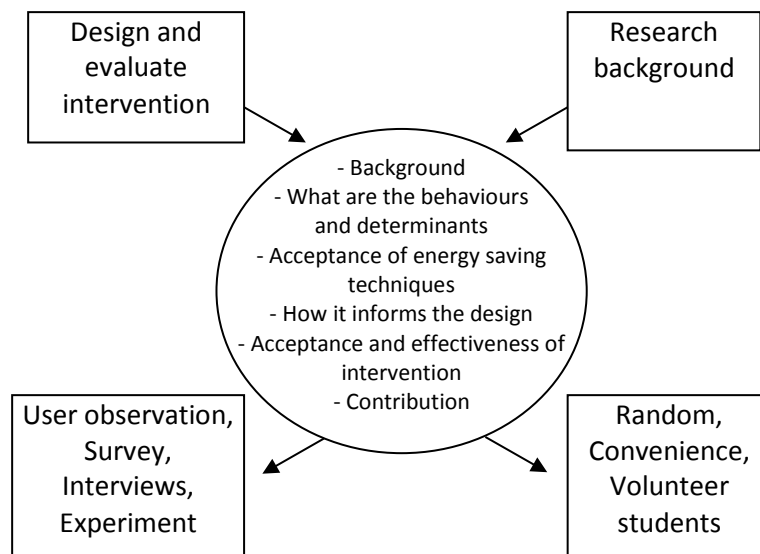 Design and
evaluate
intervention
Research
background
- Background
- What are the behaviours
and determinants
- Acceptance of energy saving
techniques
- How it informs the design
- Acceptance and effectiveness of
intervention
- Contribution
User observation,
Survey,
Interviews,
Experiment
Random,
Convenience,
Volunteer
students